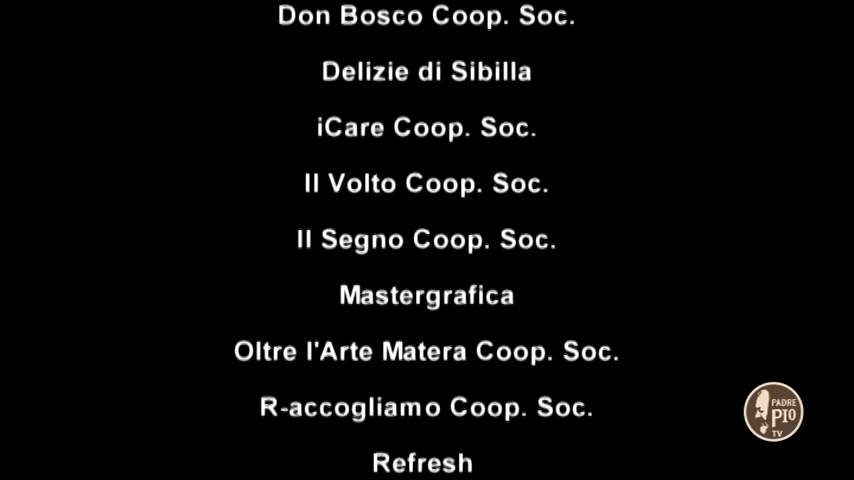 Don Bosco Coop. Soc.
Delizie di Sibilla
iCare Coop. Soc.
Il Volto Coop. Soc.
Il Segno Coop. Soc.
Mastergrafica
Oltre l'Arte Matera Coop. Soc.
R-accogliamo Coop. Soc.
Refresh
PADRE
PIO
TV